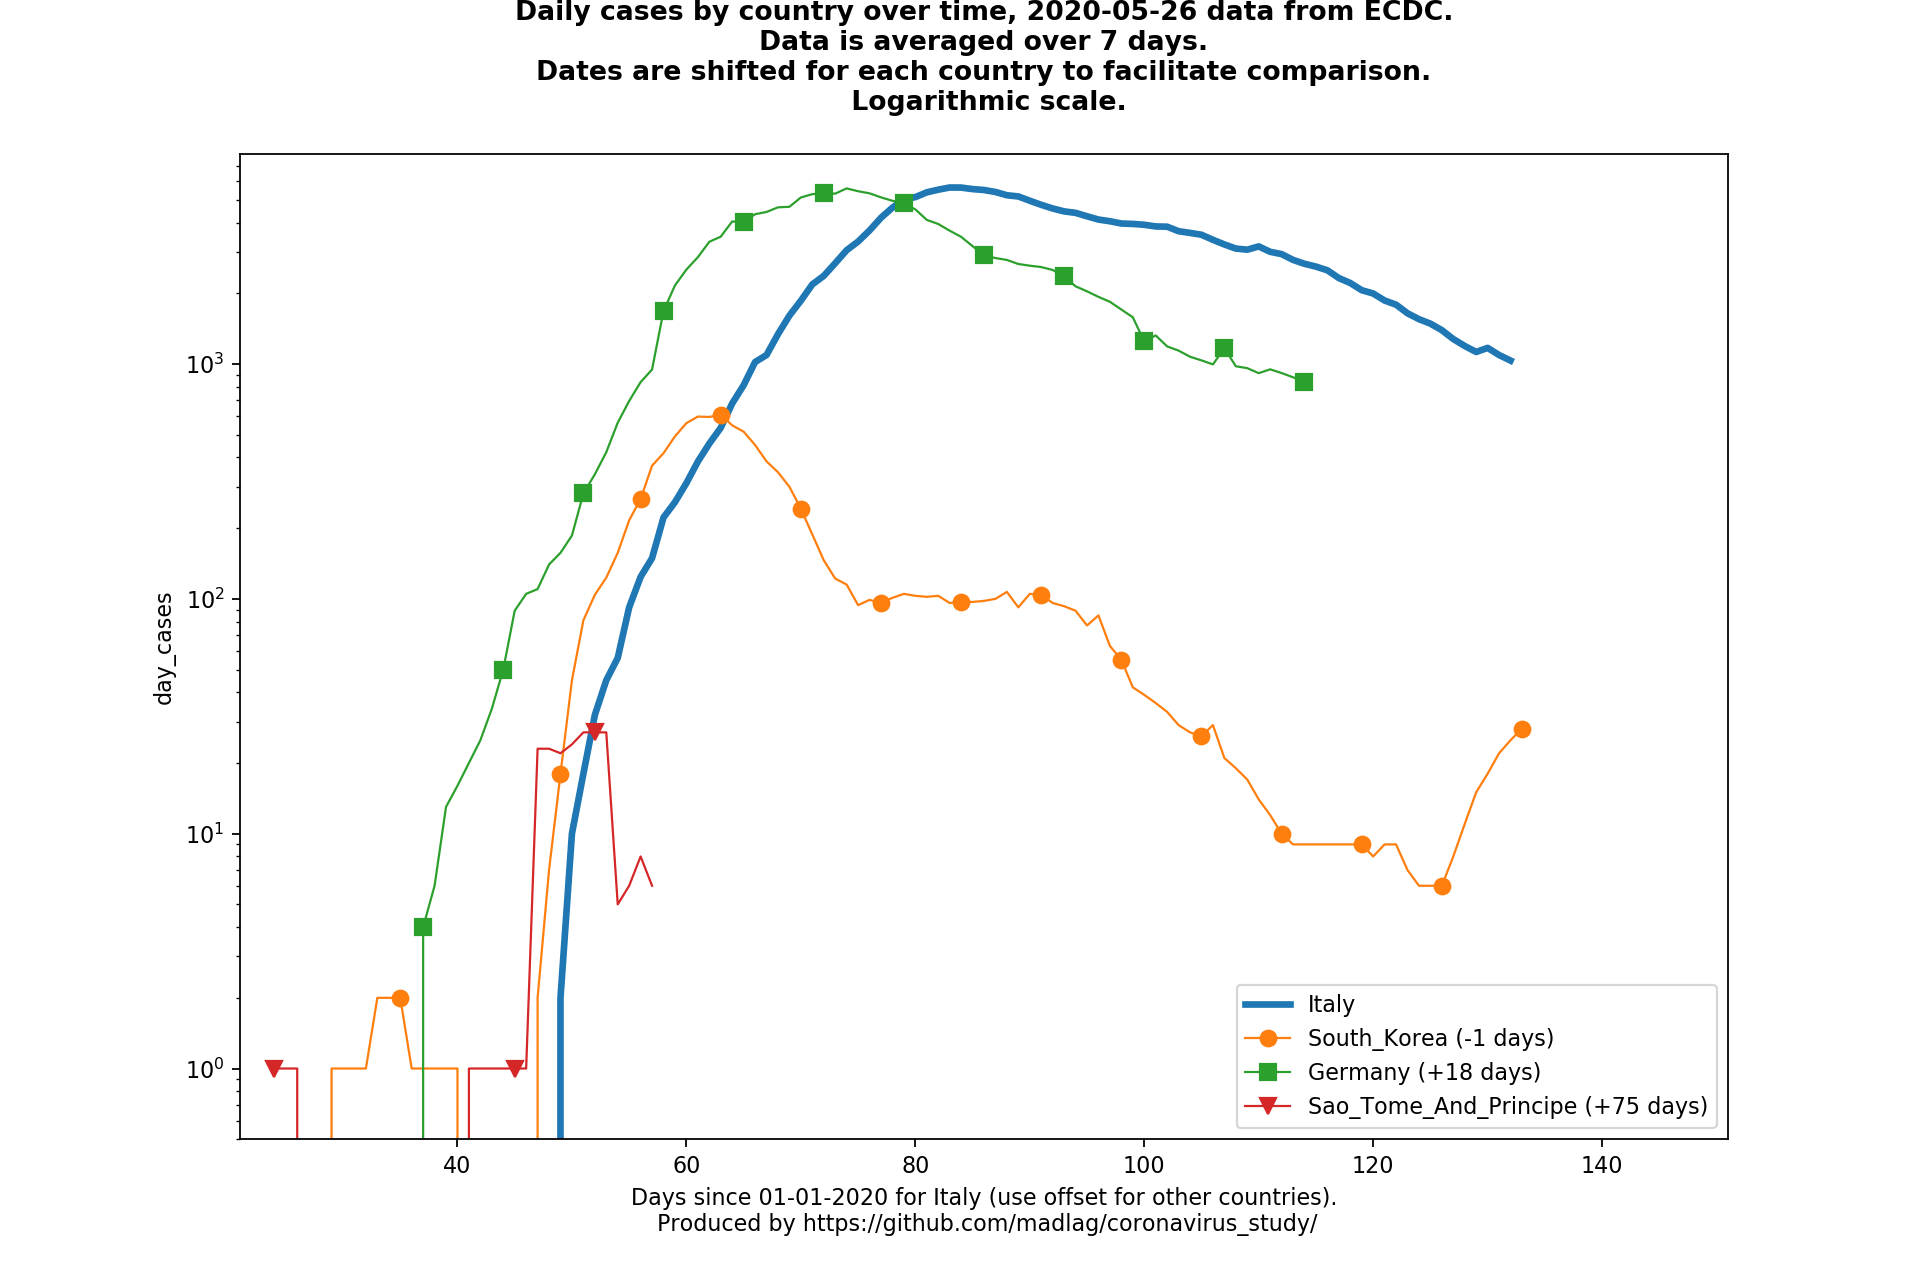 Daily cases by country over time, 2020-05-26 data from ECDC.
Data is averaged over 7 days.
Dates are shifted for each country to facilitate comparison.
Logarithmic scale.
10³
10²
10¹
10⁰
day_cases
40 60 80 100 120 140
Days since 01-01-2020 for Italy (use offset for other countries).
Produced by https://github.com/madlag/coronavirus_study/
Italy
South_Korea (-1 days)
Germany (+18 days)
Sao_Tome_And_Principe (+75 days)